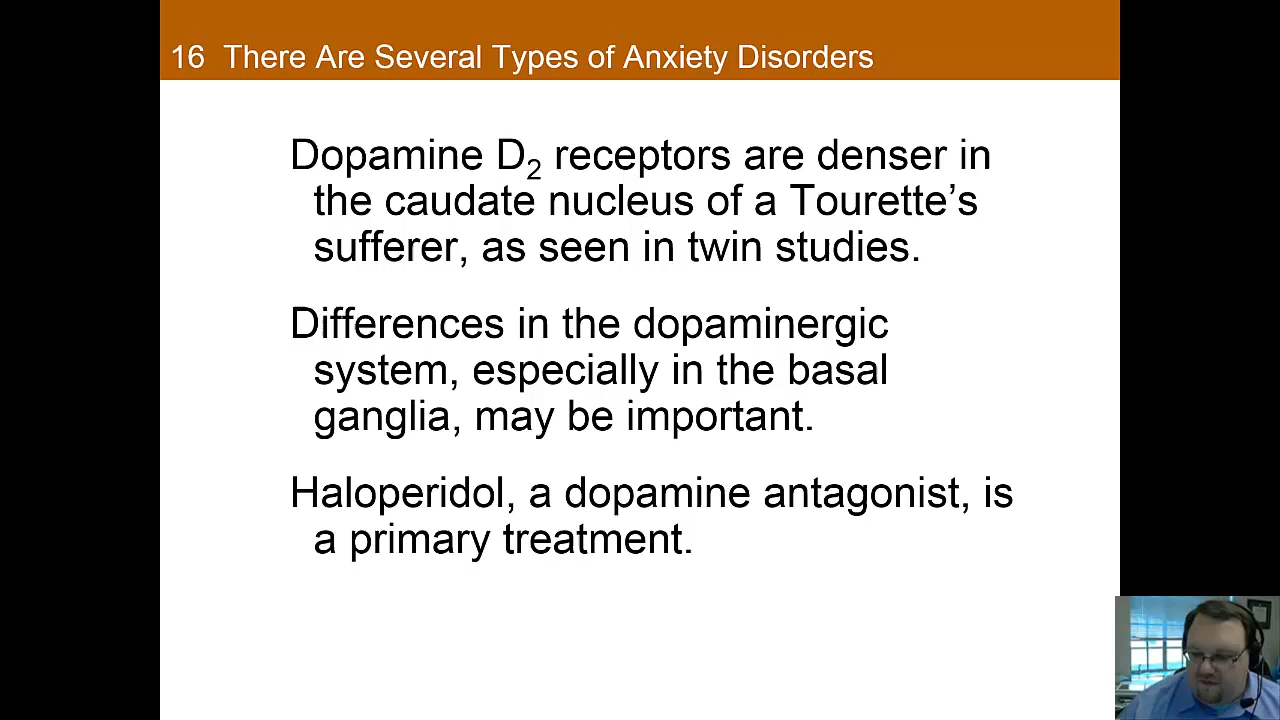 16 There Are Several Types of Anxiety Disorders
Dopamine D₂ receptors are denser in
the caudate nucleus of a Tourette’s
sufferer, as seen in twin studies.
Differences in the dopaminergic
system, especially in the basal
ganglia, may be important.
Haloperidol, a dopamine antagonist, is
a primary treatment.